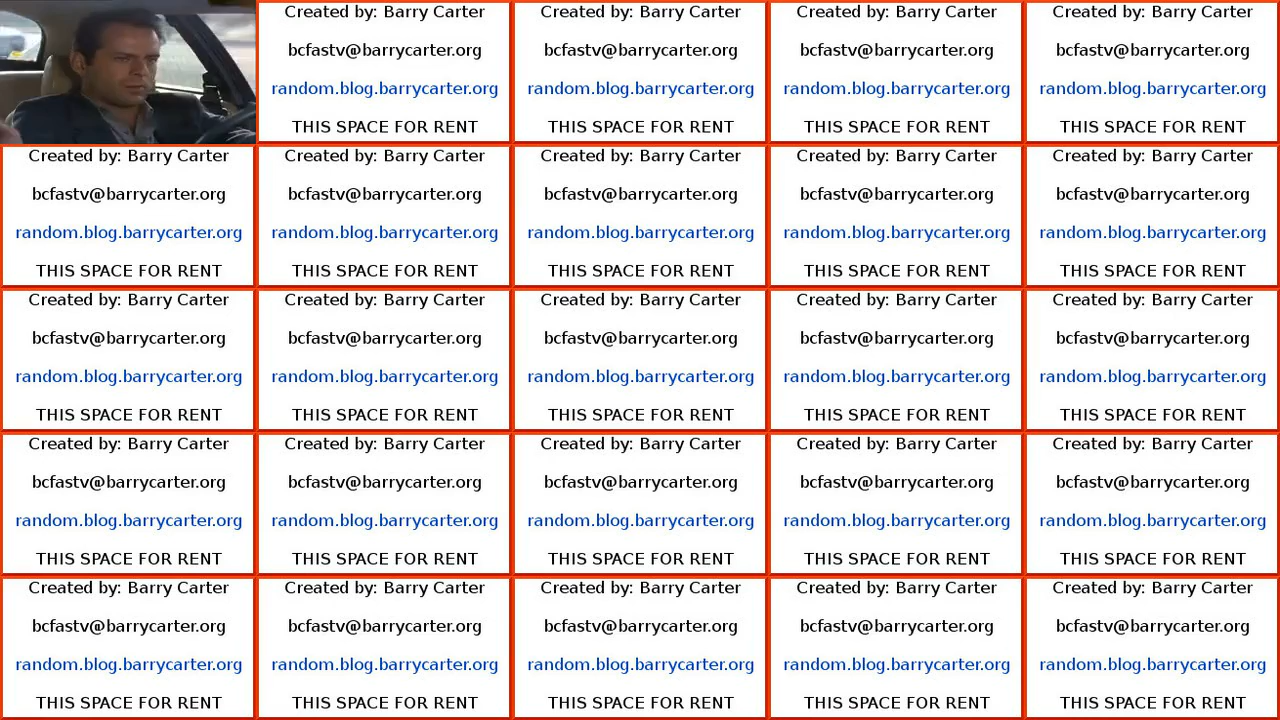 Created by: Barry Carter
bcfastv@barrycarter.org
random.blog.barrycarter.org
THIS SPACE FOR RENT
Created by: Barry Carter
bcfastv@barrycarter.org
random.blog.barrycarter.org
THIS SPACE FOR RENT
Created by: Barry Carter
bcfastv@barrycarter.org
random.blog.barrycarter.org
THIS SPACE FOR RENT
Created by: Barry Carter
bcfastv@barrycarter.org
random.blog.barrycarter.org
THIS SPACE FOR RENT
Created by: Barry Carter
bcfastv@barrycarter.org
random.blog.barrycarter.org
THIS SPACE FOR RENT
Created by: Barry Carter
bcfastv@barrycarter.org
random.blog.barrycarter.org
THIS SPACE FOR RENT
Created by: Barry Carter
bcfastv@barrycarter.org
random.blog.barrycarter.org
THIS SPACE FOR RENT
Created by: Barry Carter
bcfastv@barrycarter.org
random.blog.barrycarter.org
THIS SPACE FOR RENT
Created by: Barry Carter
bcfastv@barrycarter.org
random.blog.barrycarter.org
THIS SPACE FOR RENT
Created by: Barry Carter
bcfastv@barrycarter.org
random.blog.barrycarter.org
THIS SPACE FOR RENT
Created by: Barry Carter
bcfastv@barrycarter.org
random.blog.barrycarter.org
THIS SPACE FOR RENT
Created by: Barry Carter
bcfastv@barrycarter.org
random.blog.barrycarter.org
THIS SPACE FOR RENT
Created by: Barry Carter
bcfastv@barrycarter.org
random.blog.barrycarter.org
THIS SPACE FOR RENT
Created by: Barry Carter
bcfastv@barrycarter.org
random.blog.barrycarter.org
THIS SPACE FOR RENT
Created by: Barry Carter
bcfastv@barrycarter.org
random.blog.barrycarter.org
THIS SPACE FOR RENT
Created by: Barry Carter
bcfastv@barrycarter.org
random.blog.barrycarter.org
THIS SPACE FOR RENT
Created by: Barry Carter
bcfastv@barrycarter.org
random.blog.barrycarter.org
THIS SPACE FOR RENT
Created by: Barry Carter
bcfastv@barrycarter.org
random.blog.barrycarter.org
THIS SPACE FOR RENT
Created by: Barry Carter
bcfastv@barrycarter.org
random.blog.barrycarter.org
THIS SPACE FOR RENT
Created by: Barry Carter
bcfastv@barrycarter.org
random.blog.barrycarter.org
THIS SPACE FOR RENT
Created by: Barry Carter
bcfastv@barrycarter.org
random.blog.barrycarter.org
THIS SPACE FOR RENT
Created by: Barry Carter
bcfastv@barrycarter.org
random.blog.barrycarter.org
THIS SPACE FOR RENT
Created by: Barry Carter
bcfastv@barrycarter.org
random.blog.barrycarter.org
THIS SPACE FOR RENT
Created by: Barry Carter
bcfastv@barrycarter.org
random.blog.barrycarter.org
THIS SPACE FOR RENT